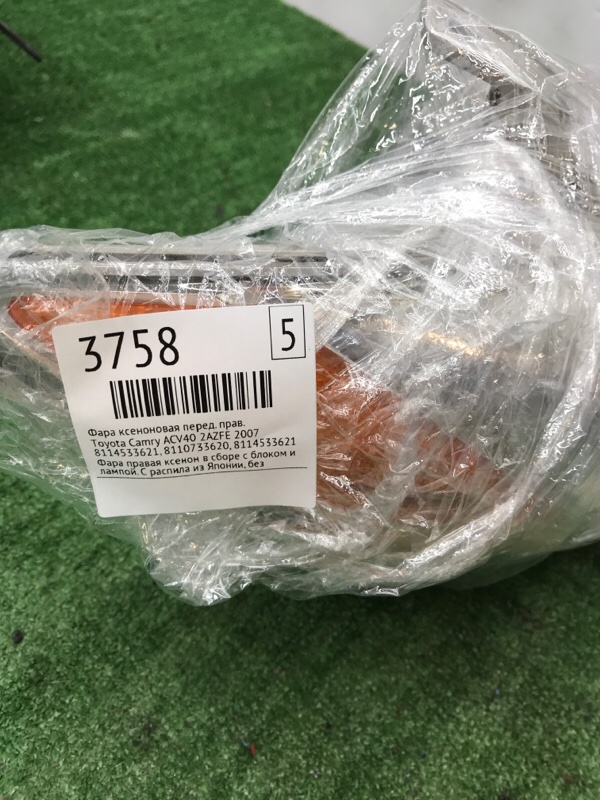 3758
5
Фара ксеноновая перед. прав.
Toyota Camry ACV40 2AZFE 2007
8114533621, 8110733620, 8114533621
Фара правая ксенон в сборе с блоком и
лампой. С распила из Японии, без